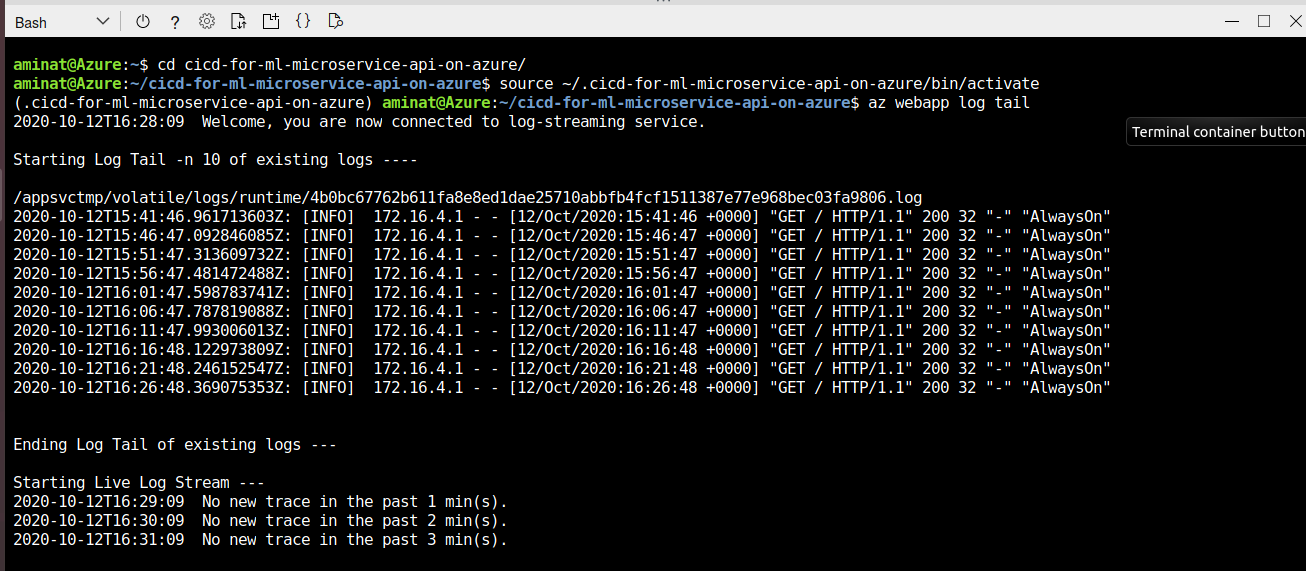 Bash
aminat@Azure:~$ cd cicd-for-ml-microservice-api-on-azure/
aminat@Azure:~/cicd-for-ml-microservice-api-on-azure$ source ~/.cicd-for-ml-microservice-api-on-azure/bin/activate
(.cicd-for-ml-microservice-api-on-azure) aminat@Azure:~/cicd-for-ml-microservice-api-on-azure$ az webapp log tail
2020-10-12T16:28:09  Welcome, you are now connected to log-streaming service.
Terminal container button
Starting Log Tail -n 10 of existing logs ----
/appsvctmp/volatile/logs/runtime/4b0bc67762b611fa8e8ed1dae25710abbfb4fcf1511387e77e968bec03fa9806.log
2020-10-12T15:41:46.961713603Z: [INFO]  172.16.4.1 - - [12/Oct/2020:15:41:46 +0000] "GET / HTTP/1.1" 200 32 "-" "AlwaysOn"
2020-10-12T15:46:47.092846085Z: [INFO]  172.16.4.1 - - [12/Oct/2020:15:46:47 +0000] "GET / HTTP/1.1" 200 32 "-" "AlwaysOn"
2020-10-12T15:51:47.313609732Z: [INFO]  172.16.4.1 - - [12/Oct/2020:15:51:47 +0000] "GET / HTTP/1.1" 200 32 "-" "AlwaysOn"
2020-10-12T15:56:47.481472488Z: [INFO]  172.16.4.1 - - [12/Oct/2020:15:56:47 +0000] "GET / HTTP/1.1" 200 32 "-" "AlwaysOn"
2020-10-12T16:01:47.598783741Z: [INFO]  172.16.4.1 - - [12/Oct/2020:16:01:47 +0000] "GET / HTTP/1.1" 200 32 "-" "AlwaysOn"
2020-10-12T16:06:47.787819088Z: [INFO]  172.16.4.1 - - [12/Oct/2020:16:06:47 +0000] "GET / HTTP/1.1" 200 32 "-" "AlwaysOn"
2020-10-12T16:11:47.993006013Z: [INFO]  172.16.4.1 - - [12/Oct/2020:16:11:47 +0000] "GET / HTTP/1.1" 200 32 "-" "AlwaysOn"
2020-10-12T16:16:48.122973809Z: [INFO]  172.16.4.1 - - [12/Oct/2020:16:16:48 +0000] "GET / HTTP/1.1" 200 32 "-" "AlwaysOn"
2020-10-12T16:21:48.246152547Z: [INFO]  172.16.4.1 - - [12/Oct/2020:16:21:48 +0000] "GET / HTTP/1.1" 200 32 "-" "AlwaysOn"
2020-10-12T16:26:48.369075353Z: [INFO]  172.16.4.1 - - [12/Oct/2020:16:26:48 +0000] "GET / HTTP/1.1" 200 32 "-" "AlwaysOn"
Ending Log Tail of existing logs ---
Starting Live Log Stream ---
2020-10-12T16:29:09  No new trace in the past 1 min(s).
2020-10-12T16:30:09  No new trace in the past 2 min(s).
2020-10-12T16:31:09  No new trace in the past 3 min(s).